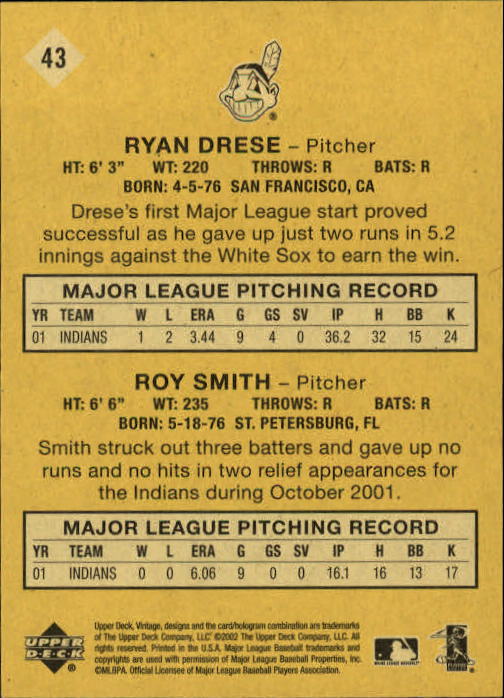 43
®
RYAN DRESE – Pitcher
HT: 6' 3" WT: 220 THROWS: R BATS: R
BORN: 4-5-76 SAN FRANCISCO, CA
Drese's first Major League start proved
successful as he gave up just two runs in 5.2
innings against the White Sox to earn the win.
MAJOR LEAGUE PITCHING RECORD
YR TEAM W L ERA G GS SV IP H BB K
01 INDIANS 1 2 3.44 9 4 0 36.2 32 15 24
ROY SMITH – Pitcher
HT: 6' 6" WT: 235 THROWS: R BATS: R
BORN: 5-18-76 ST. PETERSBURG, FL
Smith struck out three batters and gave up no
runs and no hits in two relief appearances for
the Indians during October 2001.
MAJOR LEAGUE PITCHING RECORD
YR TEAM W L ERA G GS SV IP H BB K
01 INDIANS 0 0 6.06 9 0 0 16.1 16 13 17
UPPER
DECK
®
Upper Deck, Vintage, designs and the card/hologram combination are trademarks
of The Upper Deck Company, LLC ©2002 The Upper Deck Company, LLC. All
rights reserved. Printed in the U.S.A. Major League Baseball trademarks and
copyrights are used with permission of Major League Baseball Properties, Inc.
©MLBPA. Official Licensee of Major League Baseball Players Association.